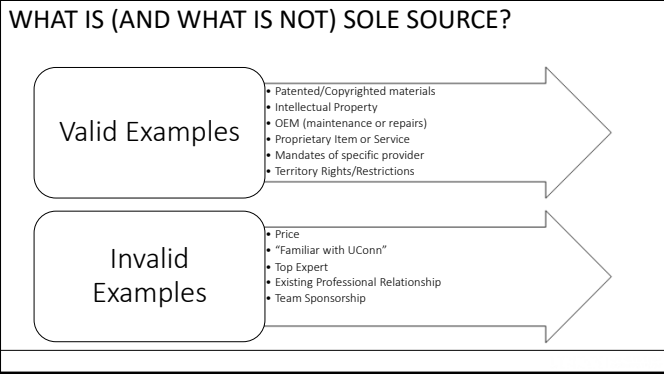 WHAT IS (AND WHAT IS NOT) SOLE SOURCE?
Valid Examples
• Patented/Copyrighted materials
• Intellectual Property
• OEM (maintenance or repairs)
• Proprietary Item or Service
• Mandates of specific provider
• Territory Rights/Restrictions
Invalid
Examples
• Price
• “Familiar with UConn”
• Top Expert
• Existing Professional Relationship
• Team Sponsorship